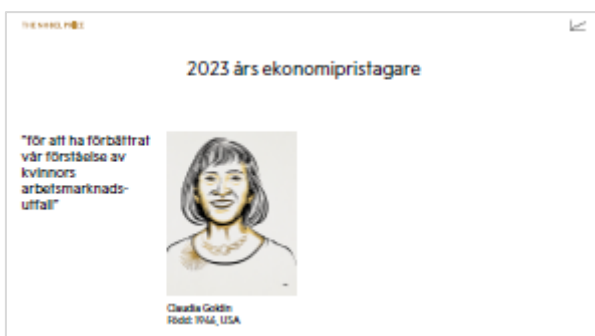 THE NOBEL PRIZE
2023 års ekonomipristagare
"för att ha förbättrat
vår förståelse av
kvinnors
arbetsmarknads-
utfall"
Claudia Goldin
Född: 1946, USA